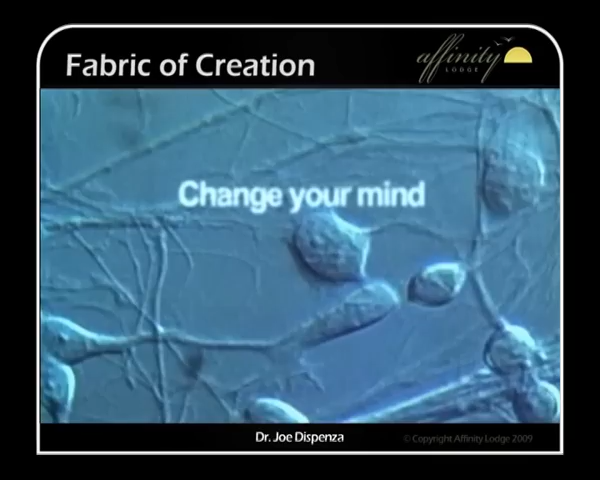 Fabric of Creation
affinity
LODGE
Change your mind
Dr. Joe Dispenza
© Copyright Affinity Lodge 2009